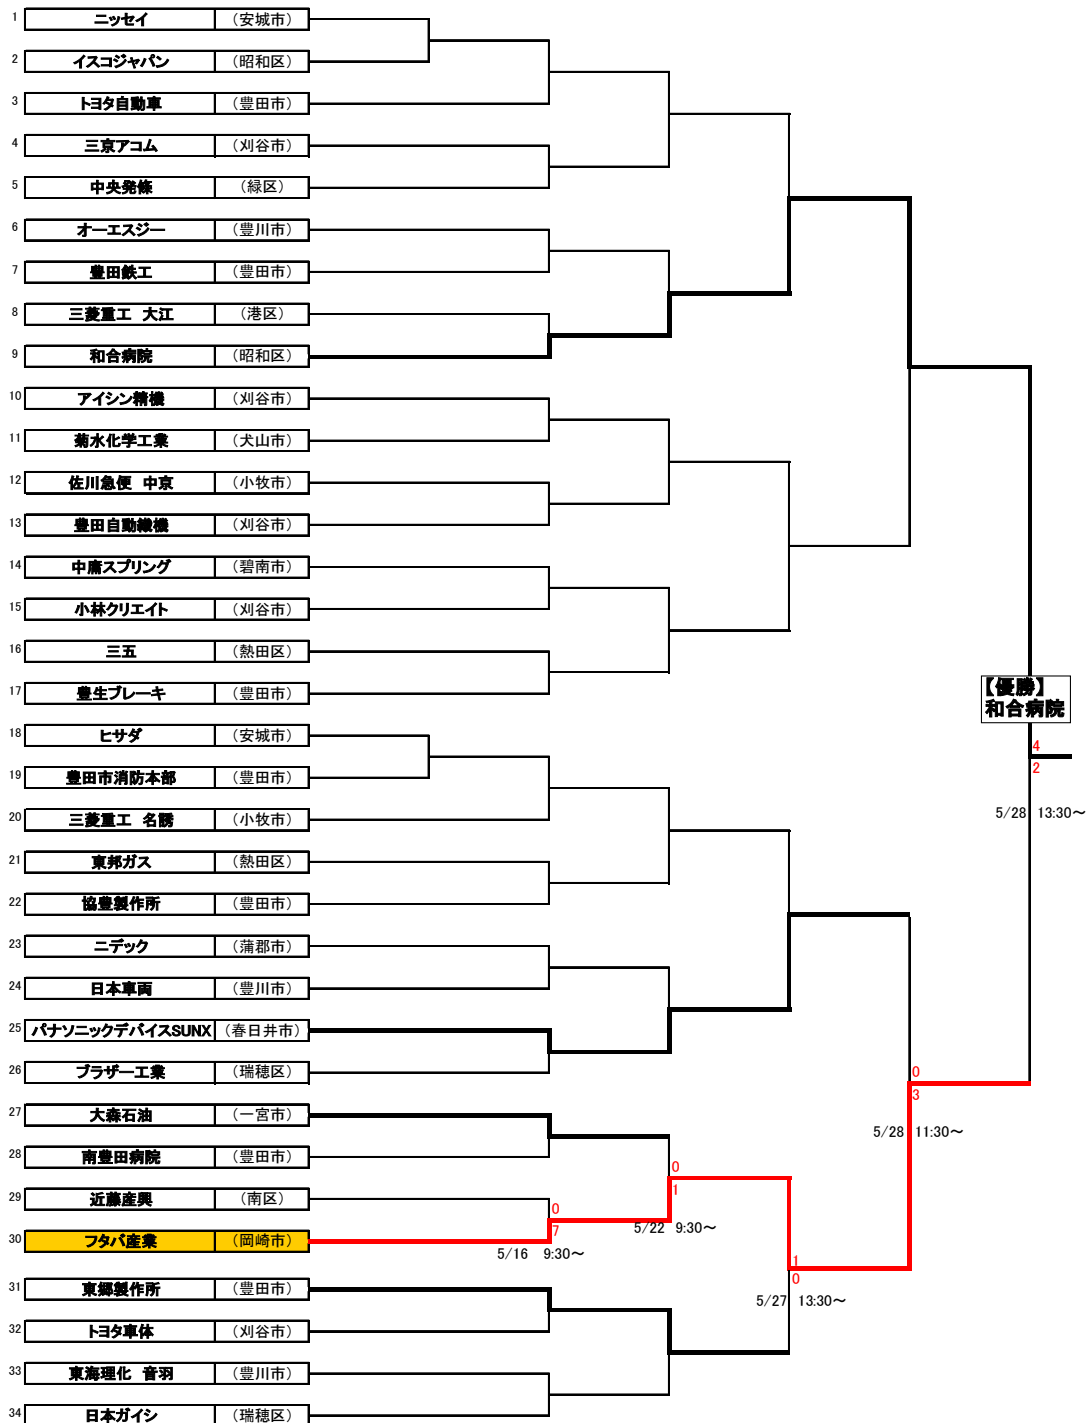 1 ニッセイ （安城市）
2 イスコジャパン （昭和区）
3 トヨタ自動車 （豊田市）
4 三京アコム （刈谷市）
5 中央発條 （緑区）
6 オーエスジー （豊川市）
7 豊田鉄工 （豊田市）
8 三菱重工 大江 （港区）
9 和合病院 （昭和区）
10 アイシン精機 （刈谷市）
11 菊水化学工業 （犬山市）
12 佐川急便 中京 （小牧市）
13 豊田自動織機 （刈谷市）
14 中庸スプリング （碧南市）
15 小林クリエイト （刈谷市）
16 三五 （熱田区）
17 豊生ブレーキ （豊田市）
【優勝】
和合病院
18 ヒサダ （安城市）
4
19 豊田市消防本部 （豊田市）
2
20 三菱重工 名誘 （小牧市）
5/28 13:30～
21 東邦ガス （熱田区）
22 協豊製作所 （豊田市）
23 ニデック （蒲郡市）
24 日本車両 （豊川市）
25 パナソニックデバイスSUNX （春日井市）
26 ブラザー工業 （瑞穂区）
0
3
27 大森石油 （一宮市）
5/28 11:30～
28 南豊田病院 （豊田市）
0
1
29 近藤産興 （南区）
0
7
5/22 9:30～
30 フタバ産業 （岡崎市）
5/16 9:30～
1
0
31 東郷製作所 （豊田市）
5/27 13:30～
32 トヨタ車体 （刈谷市）
33 東海理化 音羽 （豊川市）
34 日本ガイシ （瑞穂区）